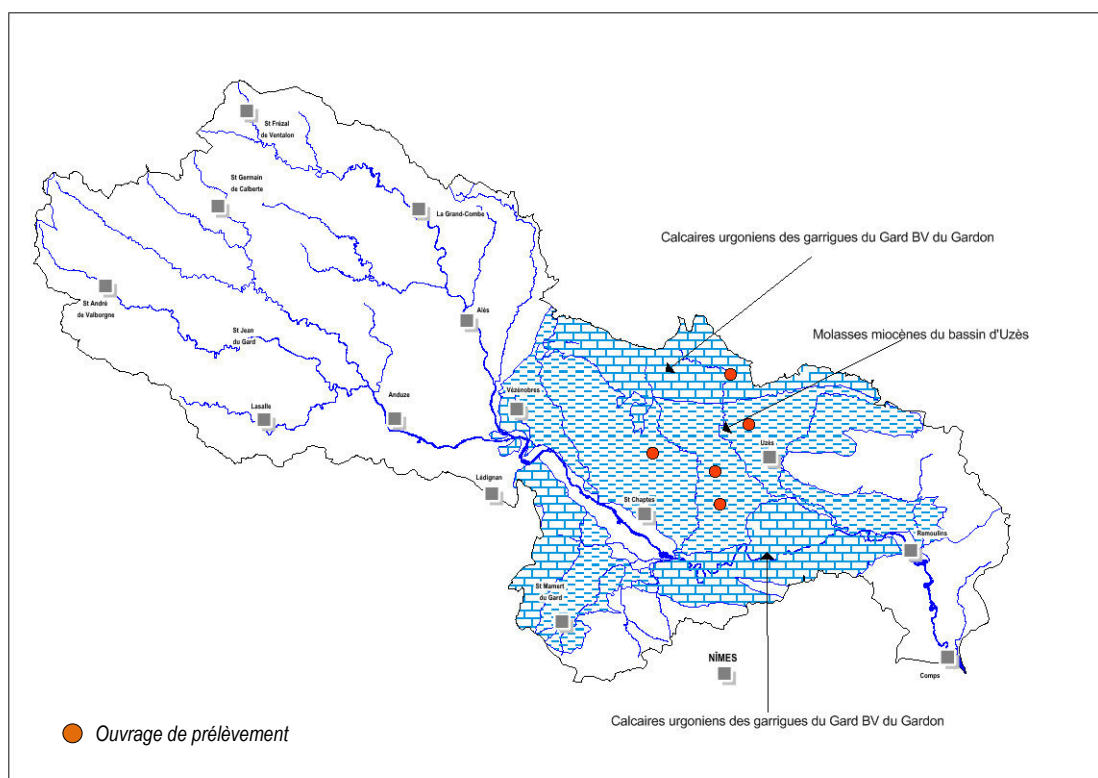 St Frézal
de Ventalon
St Germain
de Calberte
La Grand-Combe
Calcaires urgoniens des garrigues du Gard BV du Gardon
St André
de Valborgne
Alès
Molasses miocènes du bassin d'Uzès
St Jean
du Gard
Vézénobres
Anduze
Lasalle
Uzès
Lédignan
St Chaptes
Remoulins
St Mamert
du Gard
NÎMES
Comps
Calcaires urgoniens des garrigues du Gard BV du Gardon
Ouvrage de prélèvement